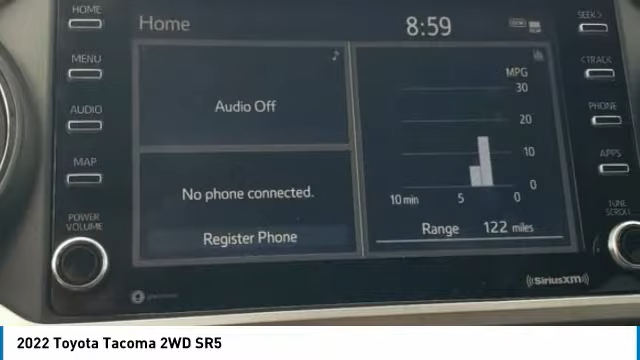 HOME
MENU
AUDIO
MAP
POWER
VOLUME
Home
8:59
Audio Off
No phone connected.
Register Phone
MPG
30
20
10
0
10 min
5
0
Range 122 miles
SEEK >
< TRACK
PHONE
APPS
TUNE
SCROLL
((SiriusXM))
2022 Toyota Tacoma 2WD SR5